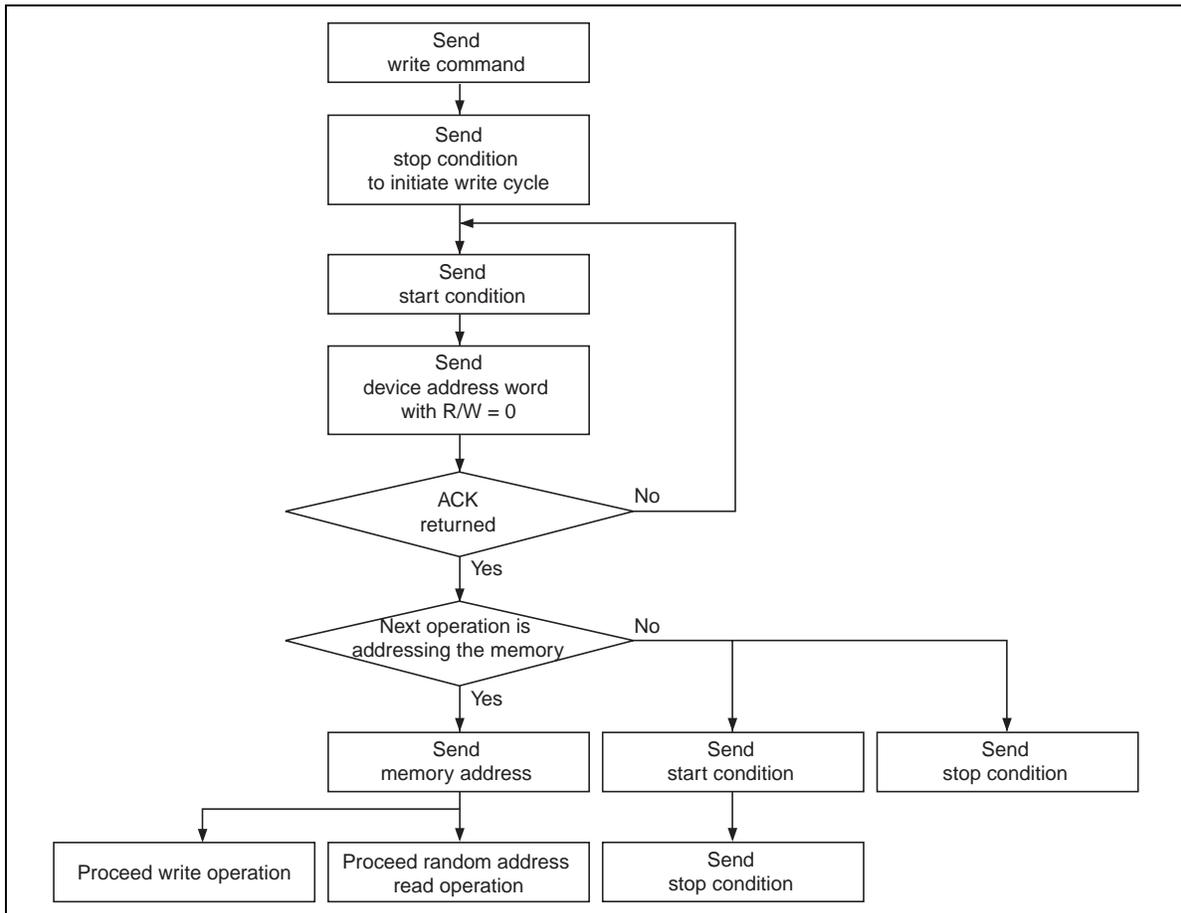 Send
write command
Send
stop condition
to initiate write cycle
Send
start condition
Send
device address word
with R/W = 0
ACK
returned
No
Yes
Next operation is
addressing the memory
No
Yes
Send
memory address
Send
start condition
Send
stop condition
Proceed write operation
Proceed random address
read operation
Send
stop condition